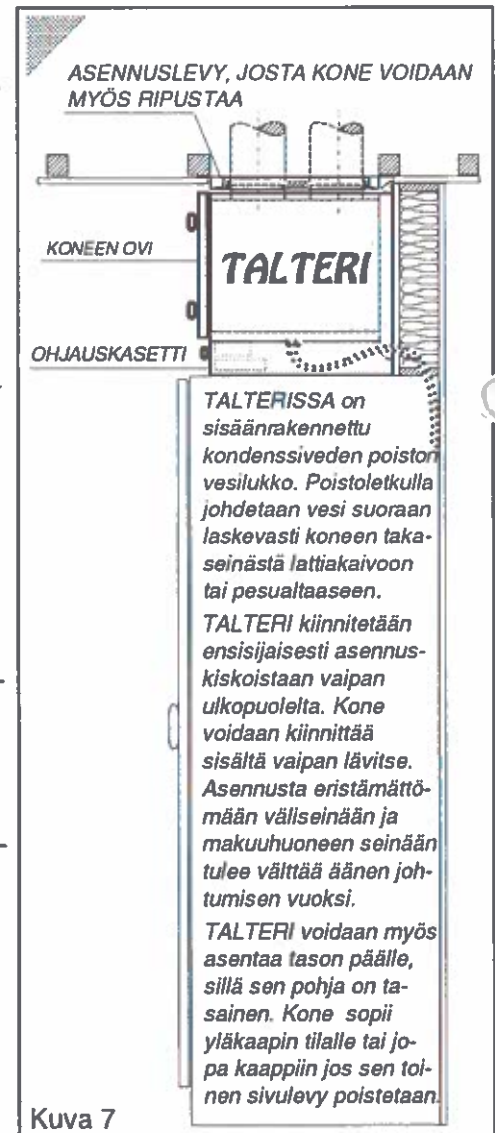 ASENNUSLEVY, JOSTA KONE VOIDAAN
MYÖS RIPUSTAA
KONEEN OVI
TALTERI
OHJAUSKASETTI
TALTERISSA on
sisäänrakennettu
kondenssiveden poiston
vesilukko. Poistoletkulla
johdetaan vesi suoraan
laskevasti koneen taka-
seinästä lattiakaivoon
tai pesualtaaseen.
TALTERI kiinnitetään
ensisijaisesti asennus-
kiskoistaan vaipan
ulkopuolelta. Kone
voidaan kiinnittää
sisältä vaipan lävitse.
Asennusta eristämättö-
mään väliseinään ja
makuuhuoneen seinään
tulee välttää äänen joh-
tumisen vuoksi.
TALTERI voidaan myös
asentaa tason päälle,
sillä sen pohja on ta-
sainen. Kone sopii
yläkaapin tilalle tai jo-
pa kaappiin jos sen toi-
nen sivulevy poistetaan.
Kuva 7